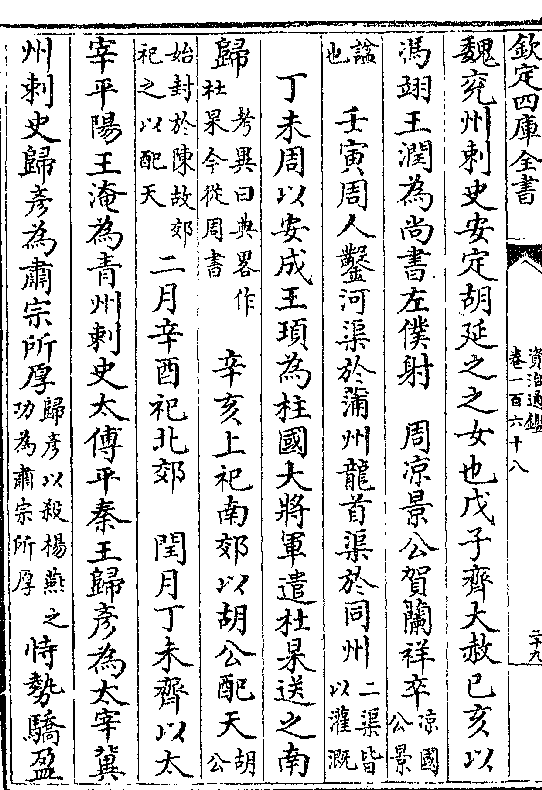 欽定四庫全書
資治通鑑
卷一百六十八
二十九
魏兖州刺史安定胡延之之女也戊子齊大赦己亥以
馮翊王潤為尚書左僕射　周凉景公賀蘭祥卒凉國公景
諡也　壬寅周人鑿河渠於蒲州龍首渠於同州二渠皆以灌溉
丁未周以安成王頊為柱國大將軍遣杜杲送之南
歸考異曰典畧作杜果今從周書　辛亥上祀南郊以胡公配天胡公
始封於陳故郊祀之以配天　二月辛酉祀北郊　閏月丁未齊以太
宰平陽王淹為青州刺史太傅平秦王歸彥為太宰冀
州刺史歸彥為肅宗所厚歸彥以殺楊燕之功為肅宗所厚恃勢驕盈